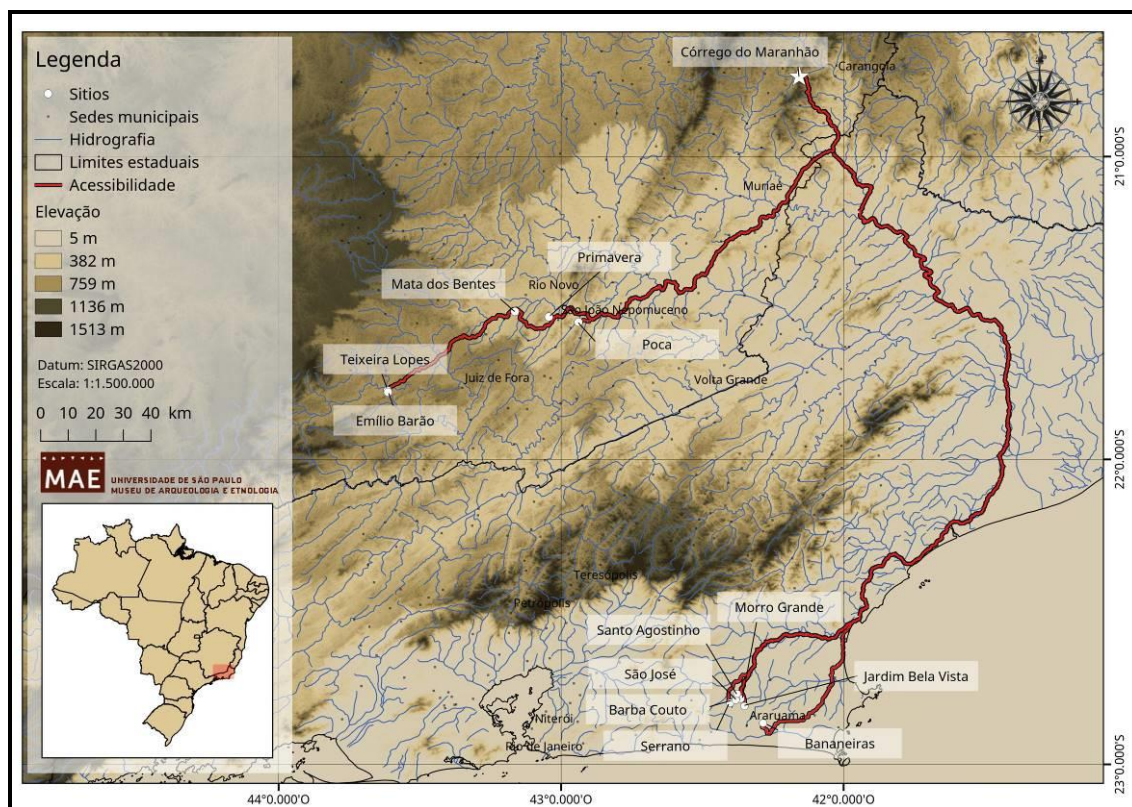 Legenda
Sitios
Sedes municipais
Hidrografia
Limites estaduais
Acessibilidade
Elevação
5 m
382 m
759 m
1136 m
1513 m
Datum: SIRGAS2000
Escala: 1:1.500.000
0 10 20 30 40 km
MAE UNIVERSIDADE DE SÃO PAULO
MUSEU DE ARQUEOLOGIA E ETNOLOGIA
Córrego do Maranhão
Carangola
21°0.000'S
Muriaé
Primavera
Mata dos Bentes
Rio Novo
São João Nepomuceno
Poca
Teixeira Lopes
Juiz de Fora
Volta Grande
Emílio Barão
22°0.000'S
Teresópolis
Petrópolis
Morro Grande
Santo Agostinho
São José
Jardim Bela Vista
Barba Couto
Araruama
Niterói
Serrano
Bananeiras
Rio de Janeiro
23°0.000'S
44°0.000'O
43°0.000'O
42°0.000'O